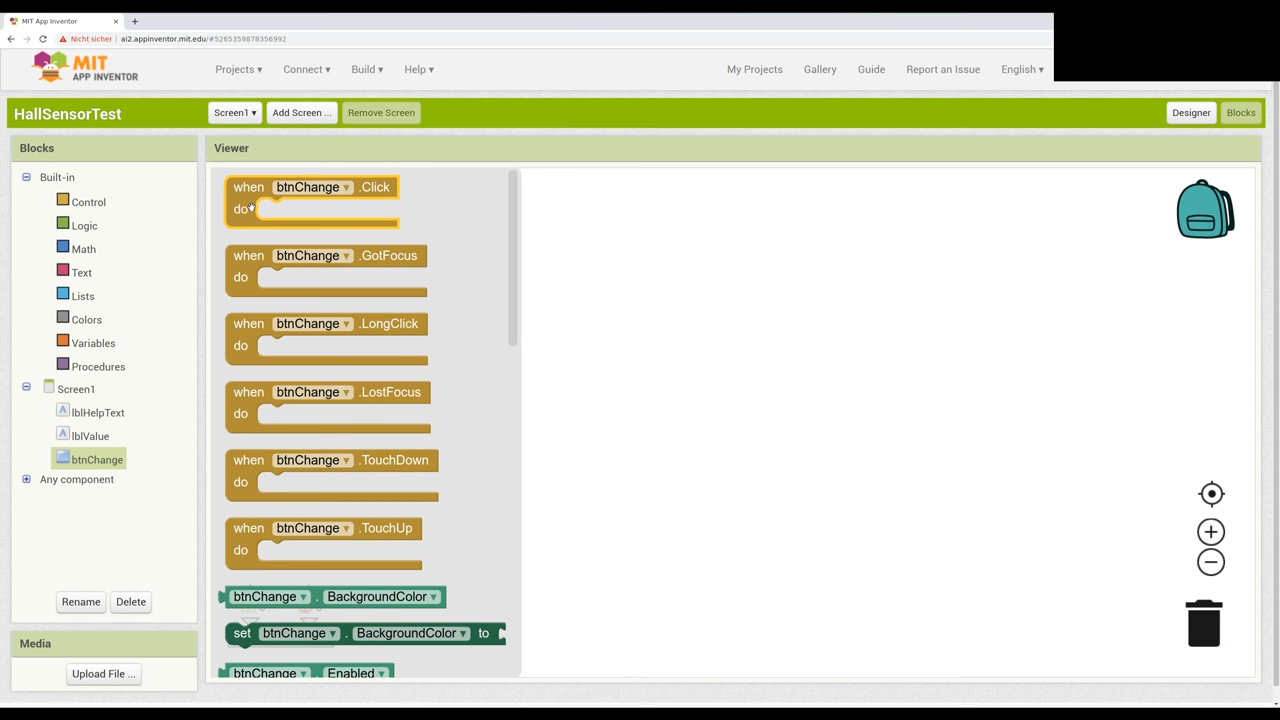 MIT App Inventor
Nicht sicher ai2.appinventor.mit.edu/#5265359878356992
MIT
APP INVENTOR
Projects Connect Build Help My Projects Gallery Guide Report an Issue English
HallSensorTest Screen1 Add Screen ... Remove Screen Designer Blocks
Blocks
Viewer
Built-in
Control
Logic
Math
Text
Lists
Colors
Variables
Procedures
Screen1
lblHelpText
lblValue
btnChange
Any component
Rename Delete
Media
Upload File ...
when btnChange .Click
do
when btnChange .GotFocus
do
when btnChange .LongClick
do
when btnChange .LostFocus
do
when btnChange .TouchDown
do
when btnChange .TouchUp
do
btnChange . BackgroundColor
set btnChange . BackgroundColor to
btnChange . Enabled